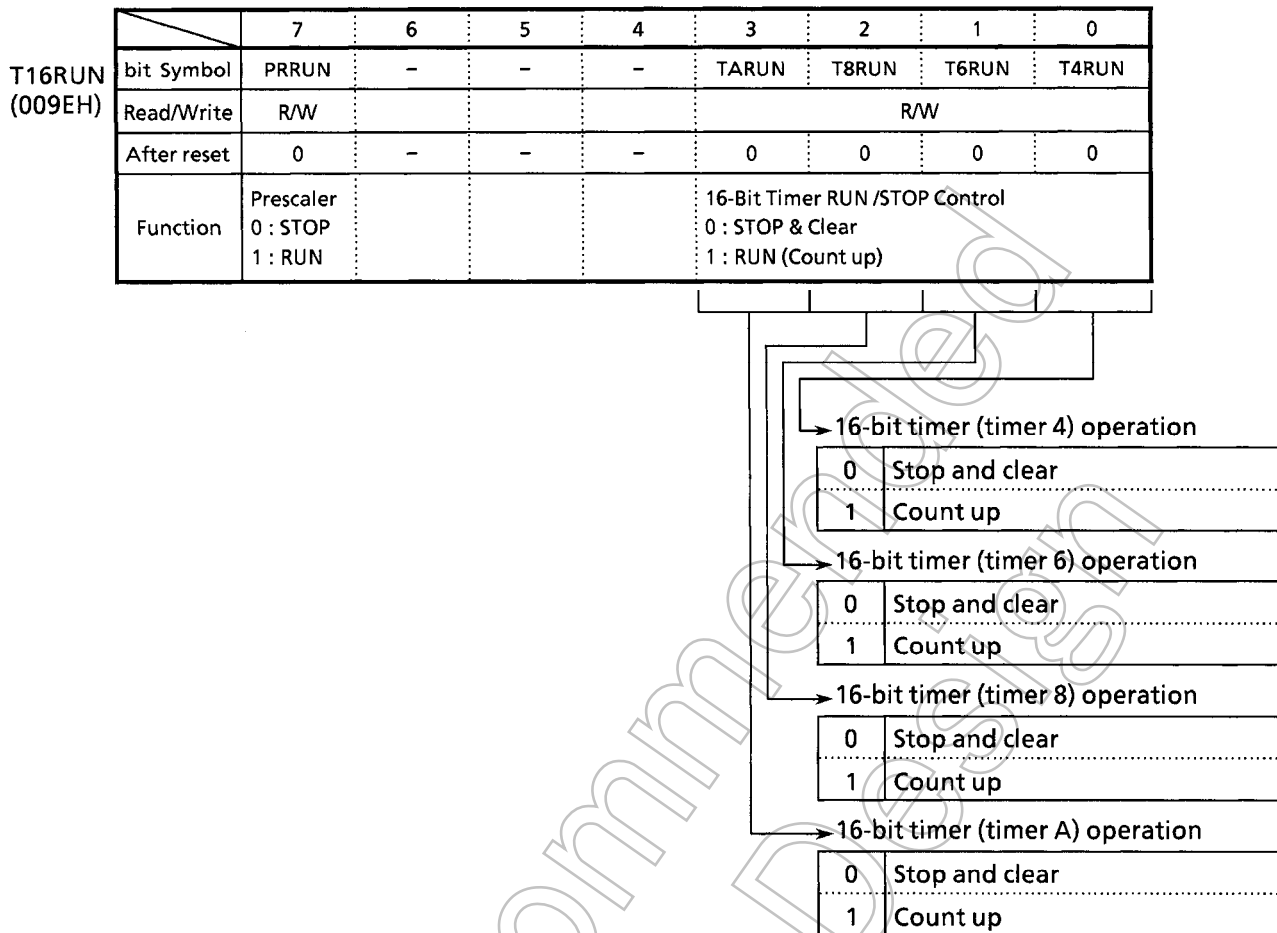 7 6 5 4 3 2 1 0
T16RUN (009EH)
bit Symbol PRRUN – – – TARUN T8RUN T6RUN T4RUN
Read/Write R/W R/W
After reset 0 – – – 0 0 0 0
Function
Prescaler
0 : STOP
1 : RUN
16-Bit Timer RUN /STOP Control
0 : STOP & Clear
1 : RUN (Count up)
16-bit timer (timer 4) operation
0 Stop and clear
1 Count up
16-bit timer (timer 6) operation
0 Stop and clear
1 Count up
16-bit timer (timer 8) operation
0 Stop and clear
1 Count up
16-bit timer (timer A) operation
0 Stop and clear
1 Count up
ommended
Design